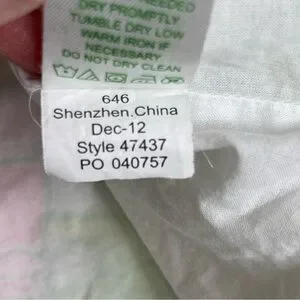 DRY PROMPTLY
TUMBLE DRY LOW
WARM IRON IF
NECESSARY
DO NOT DRY CLEAN
646
Shenzhen.China
Dec-12
Style 47437
PO 040757